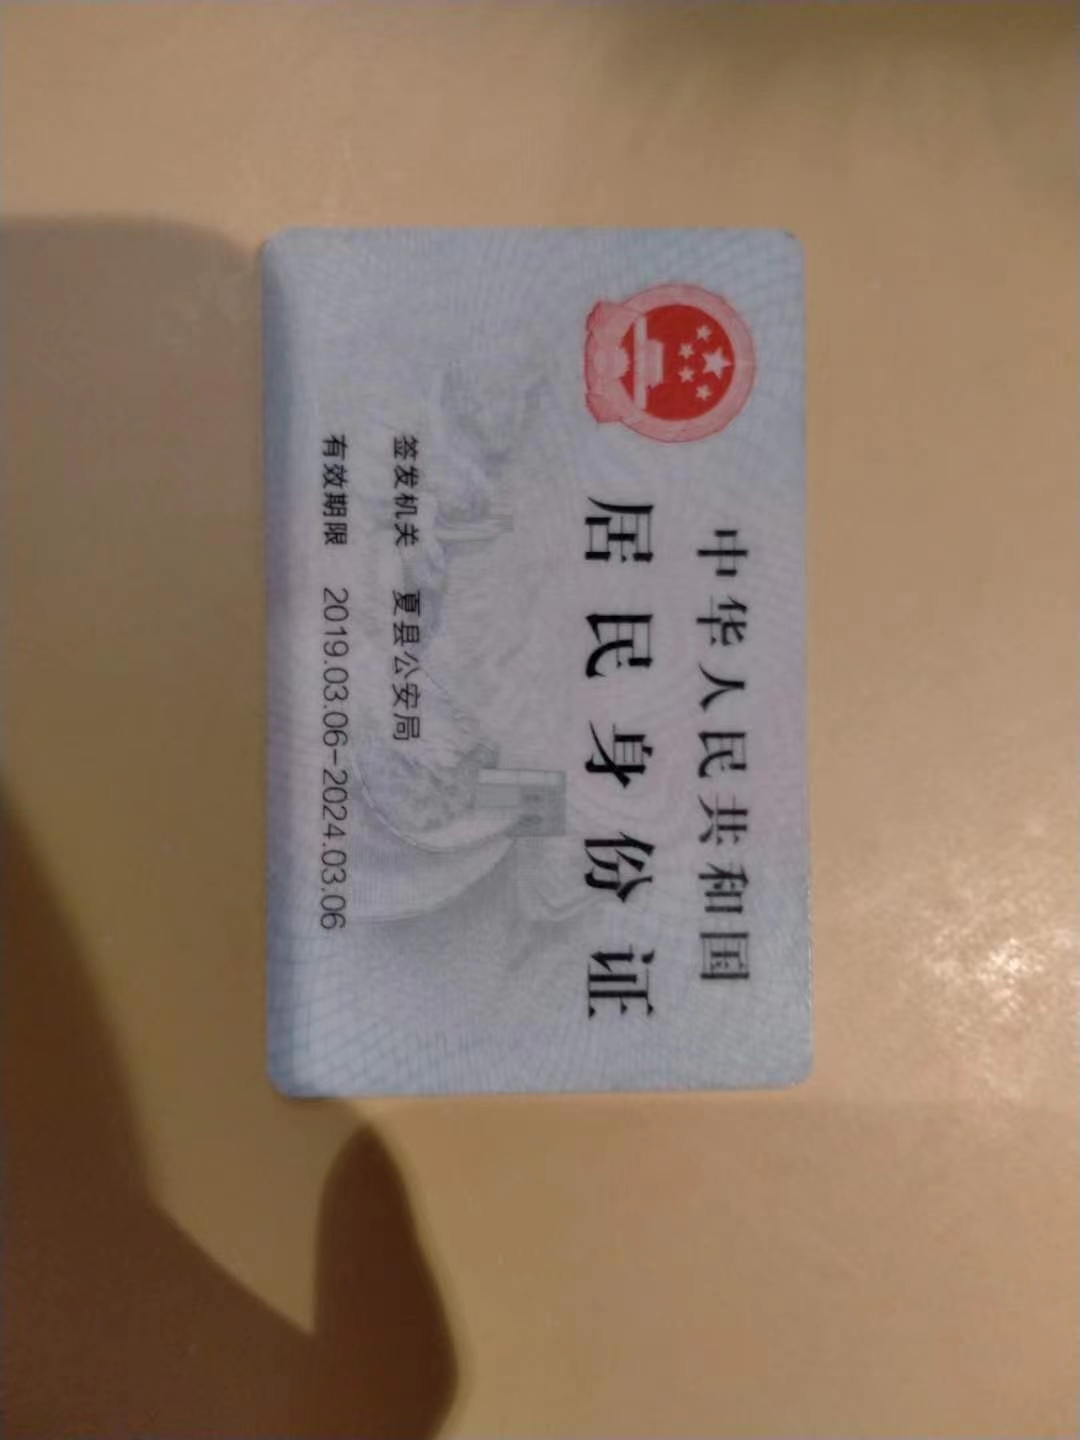 中华人民共和国
居民身份证
签发机关 夏县公安局
有效期限 2019.03.06-2024.03.06